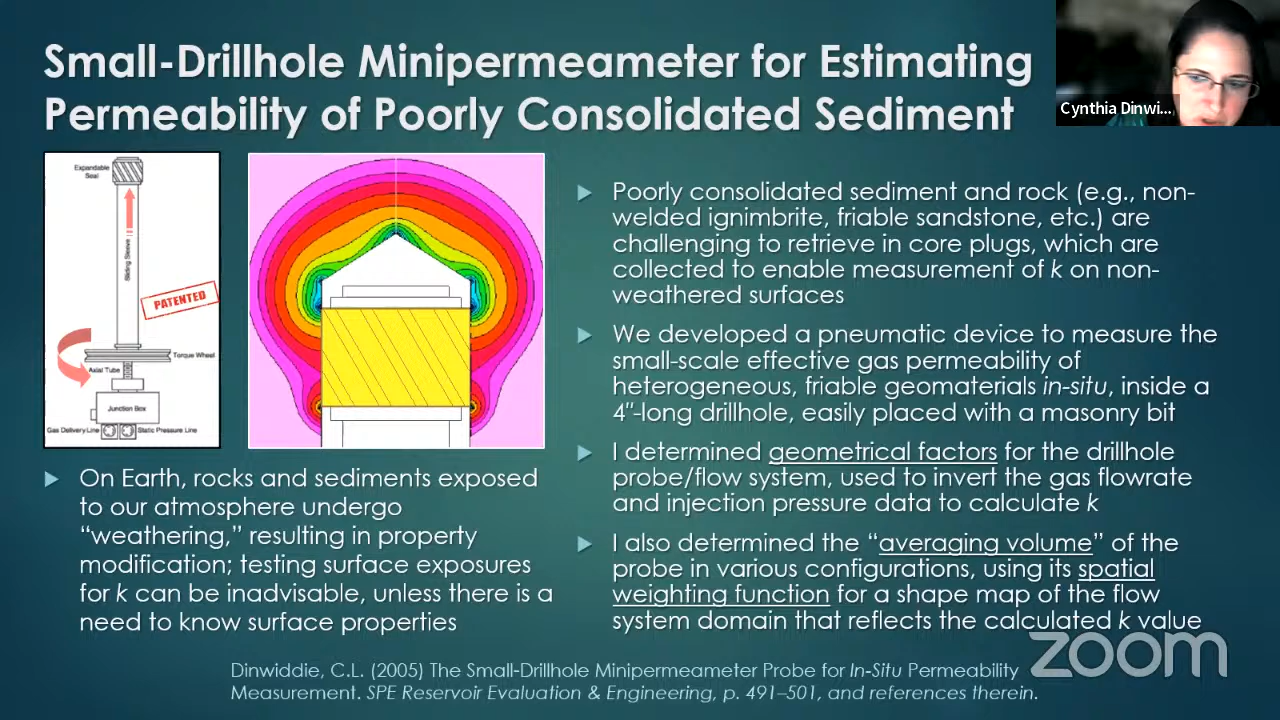 Small-Drillhole Minipermeameter for Estimating
Permeability of Poorly Consolidated Sediment
Cynthia Dinwi...
Expandable
Seal
Sliding Sleeve
PATENTED
Torque Wheel
Axial Tube
Junction Box
Gas Delivery Line
Static Pressure Line
▶ On Earth, rocks and sediments exposed
to our atmosphere undergo
“weathering,” resulting in property
modification; testing surface exposures
for k can be inadvisable, unless there is a
need to know surface properties
▶ Poorly consolidated sediment and rock (e.g., non-
welded ignimbrite, friable sandstone, etc.) are
challenging to retrieve in core plugs, which are
collected to enable measurement of k on non-
weathered surfaces
▶ We developed a pneumatic device to measure the
small-scale effective gas permeability of
heterogeneous, friable geomaterials in-situ, inside a
4″-long drillhole, easily placed with a masonry bit
▶ I determined geometrical factors for the drillhole
probe/flow system, used to invert the gas flowrate
and injection pressure data to calculate k
▶ I also determined the “averaging volume” of the
probe in various configurations, using its spatial
weighting function for a shape map of the flow
system domain that reflects the calculated k value
Dinwiddie, C.L. (2005) The Small-Drillhole Minipermeameter Probe for In-Situ Permeability
Measurement. SPE Reservoir Evaluation & Engineering, p. 491–501, and references therein.
zoom